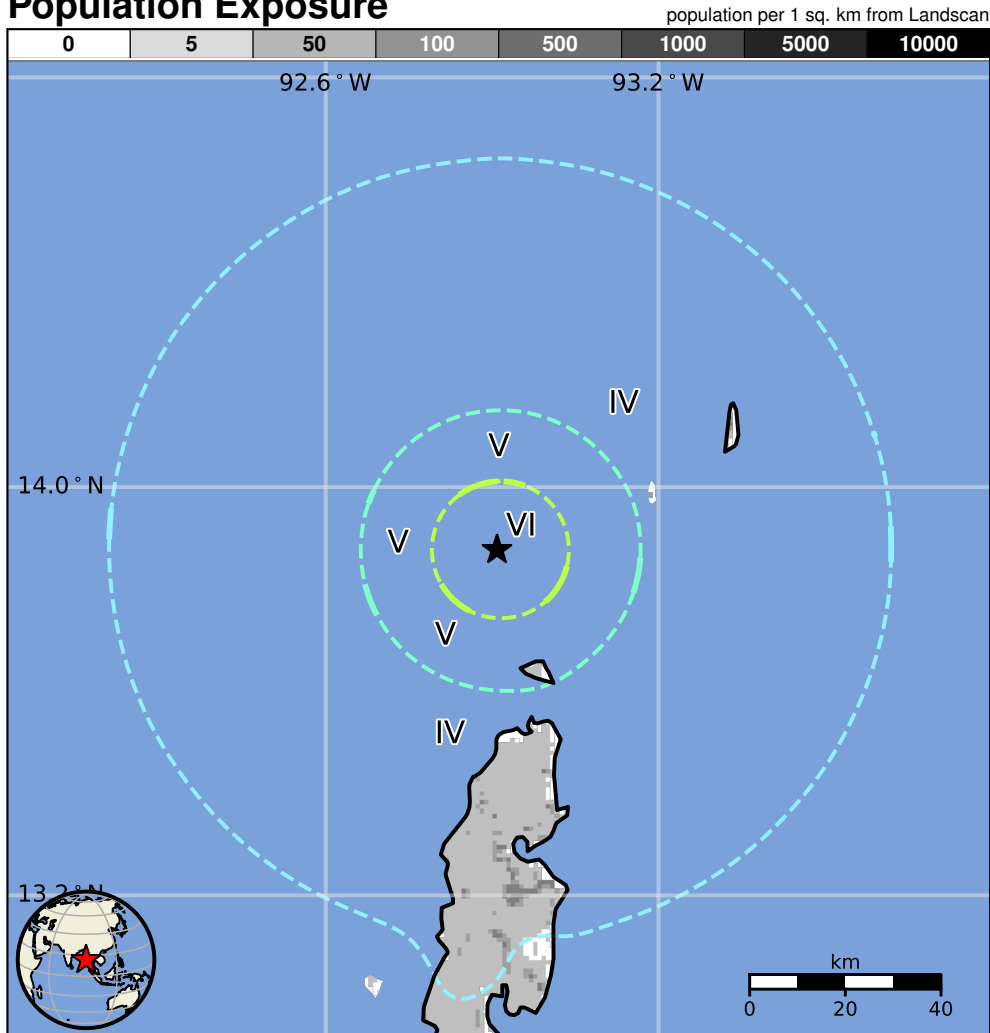 Population Exposure
population per 1 sq. km from Landscan
0 5 50 100 500 1000 5000 10000
92.6°W 93.2°W
IV
V
14.0°N
VI
V
V
IV
13.2°N
km
0 20 40